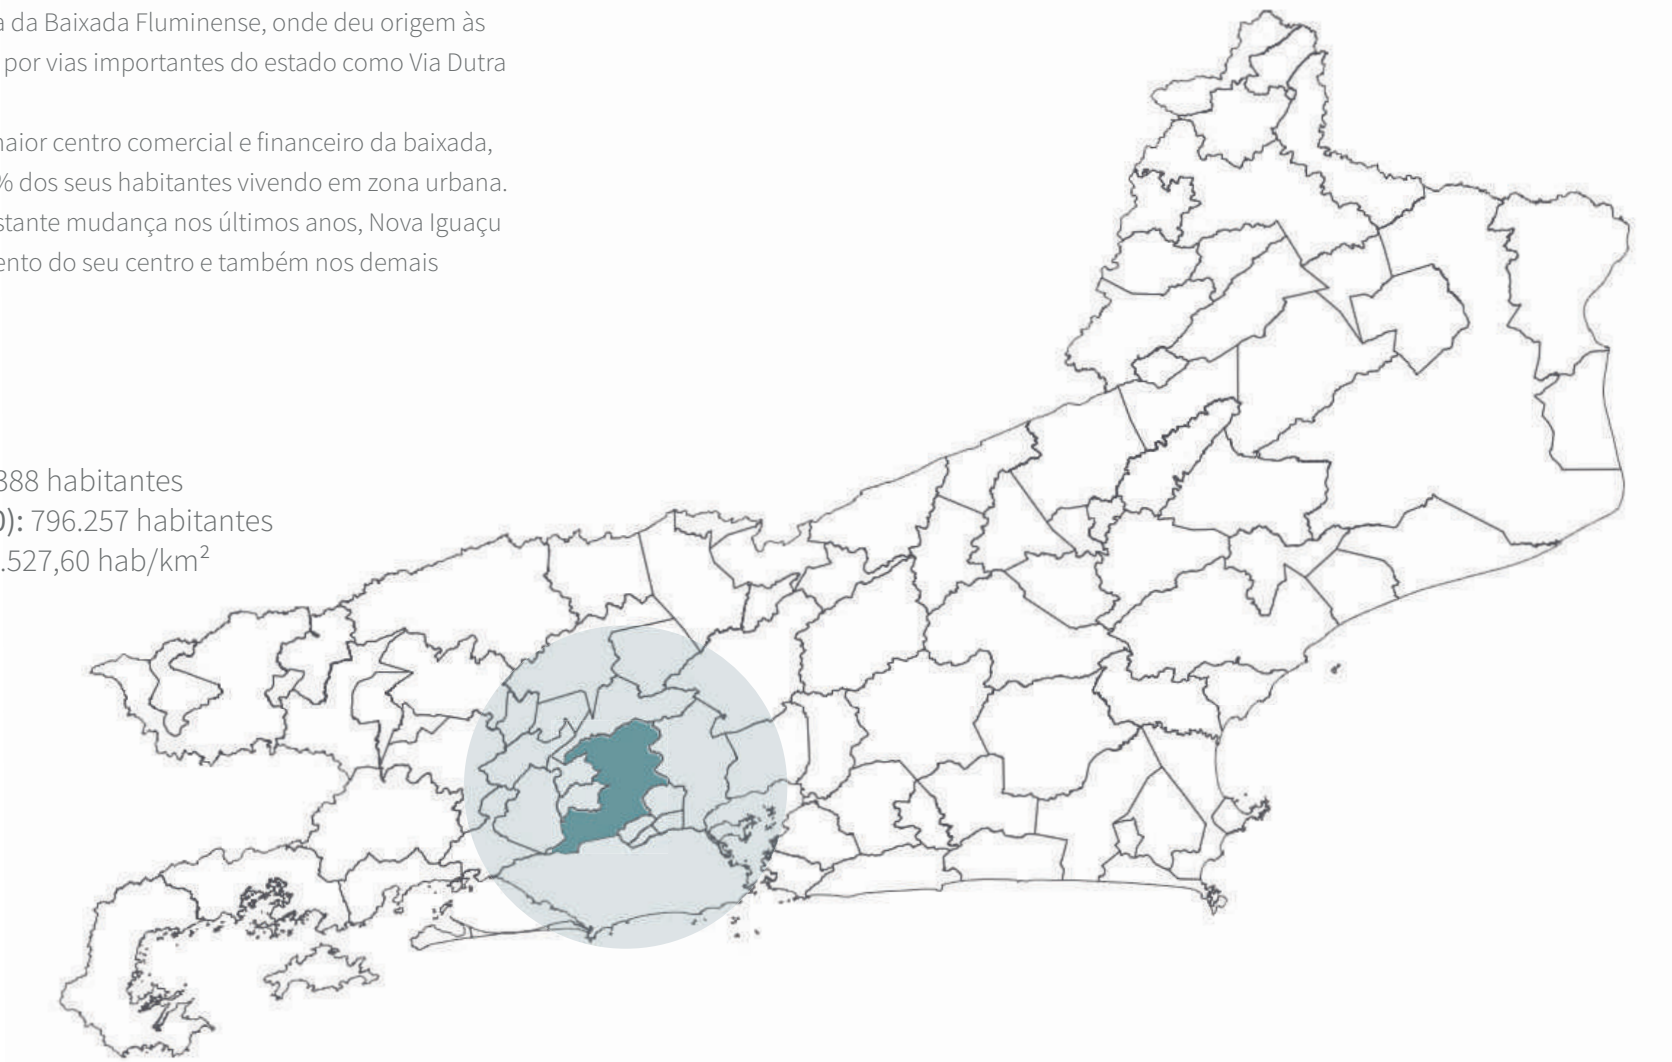 a da Baixada Fluminense, onde deu origem às
por vias importantes do estado como Via Dutra
maior centro comercial e financeiro da baixada,
% dos seus habitantes vivendo em zona urbana.
stante mudança nos últimos anos, Nova Iguaçu
ento do seu centro e também nos demais
388 habitantes
0): 796.257 habitantes
.527,60 hab/km²